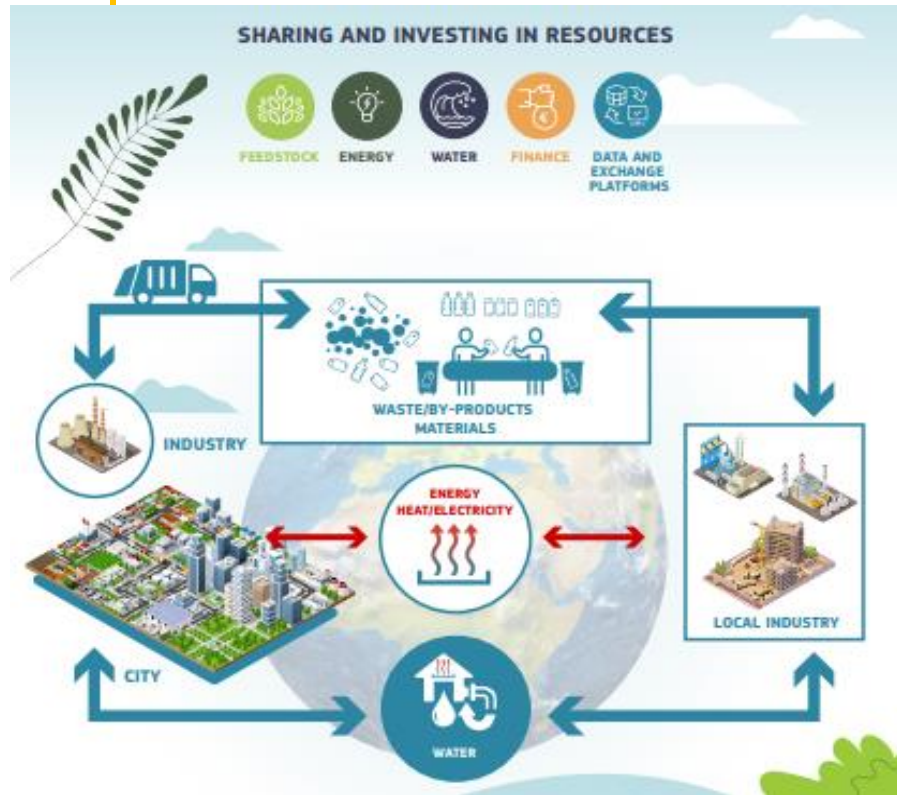 SHARING AND INVESTING IN RESOURCES
FEEDSTOCK
ENERGY
WATER
FINANCE
DATA AND
EXCHANGE
PLATFORMS
WASTE/BY-PRODUCTS
MATERIALS
INDUSTRY
ENERGY
HEAT/ELECTRICITY
LOCAL INDUSTRY
CITY
WATER